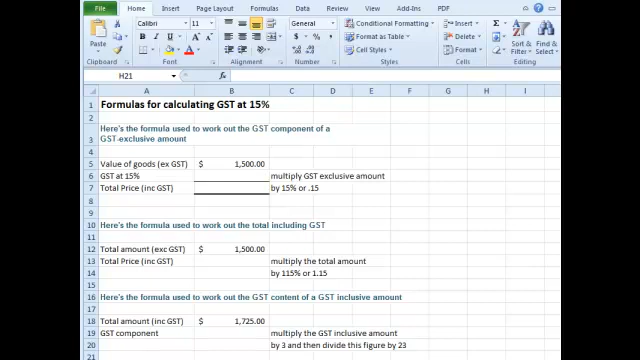 File Home Insert Page Layout Formulas Data Review View Add-Ins PDF
Calibri 11 General Conditional Formatting Insert Σ
Paste B I U $ % , Format as Table Delete Sort & Filter Find & Select
Cell Styles Format
Clipboard Font Alignment Number Styles Cells Editing
H21 fx
A B C D E F G H I
1 Formulas for calculating GST at 15%
2
Here's the formula used to work out the GST component of a
3 GST-exclusive amount
4
5 Value of goods (ex GST) $ 1,500.00
6 GST at 15% multiply GST exclusive amount
7 Total Price (inc GST) by 15% or .15
8
9
10 Here's the formula used to work out the total including GST
11
12 Total amount (exc GST) $ 1,500.00
13 Total Price (inc GST) multiply the total amount
14 by 115% or 1.15
15
16 Here's the formula used to work out the GST content of a GST inclusive amount
17
18 Total amount (inc GST) $ 1,725.00
19 GST component multiply the GST inclusive amount
20 by 3 and then divide this figure by 23
21